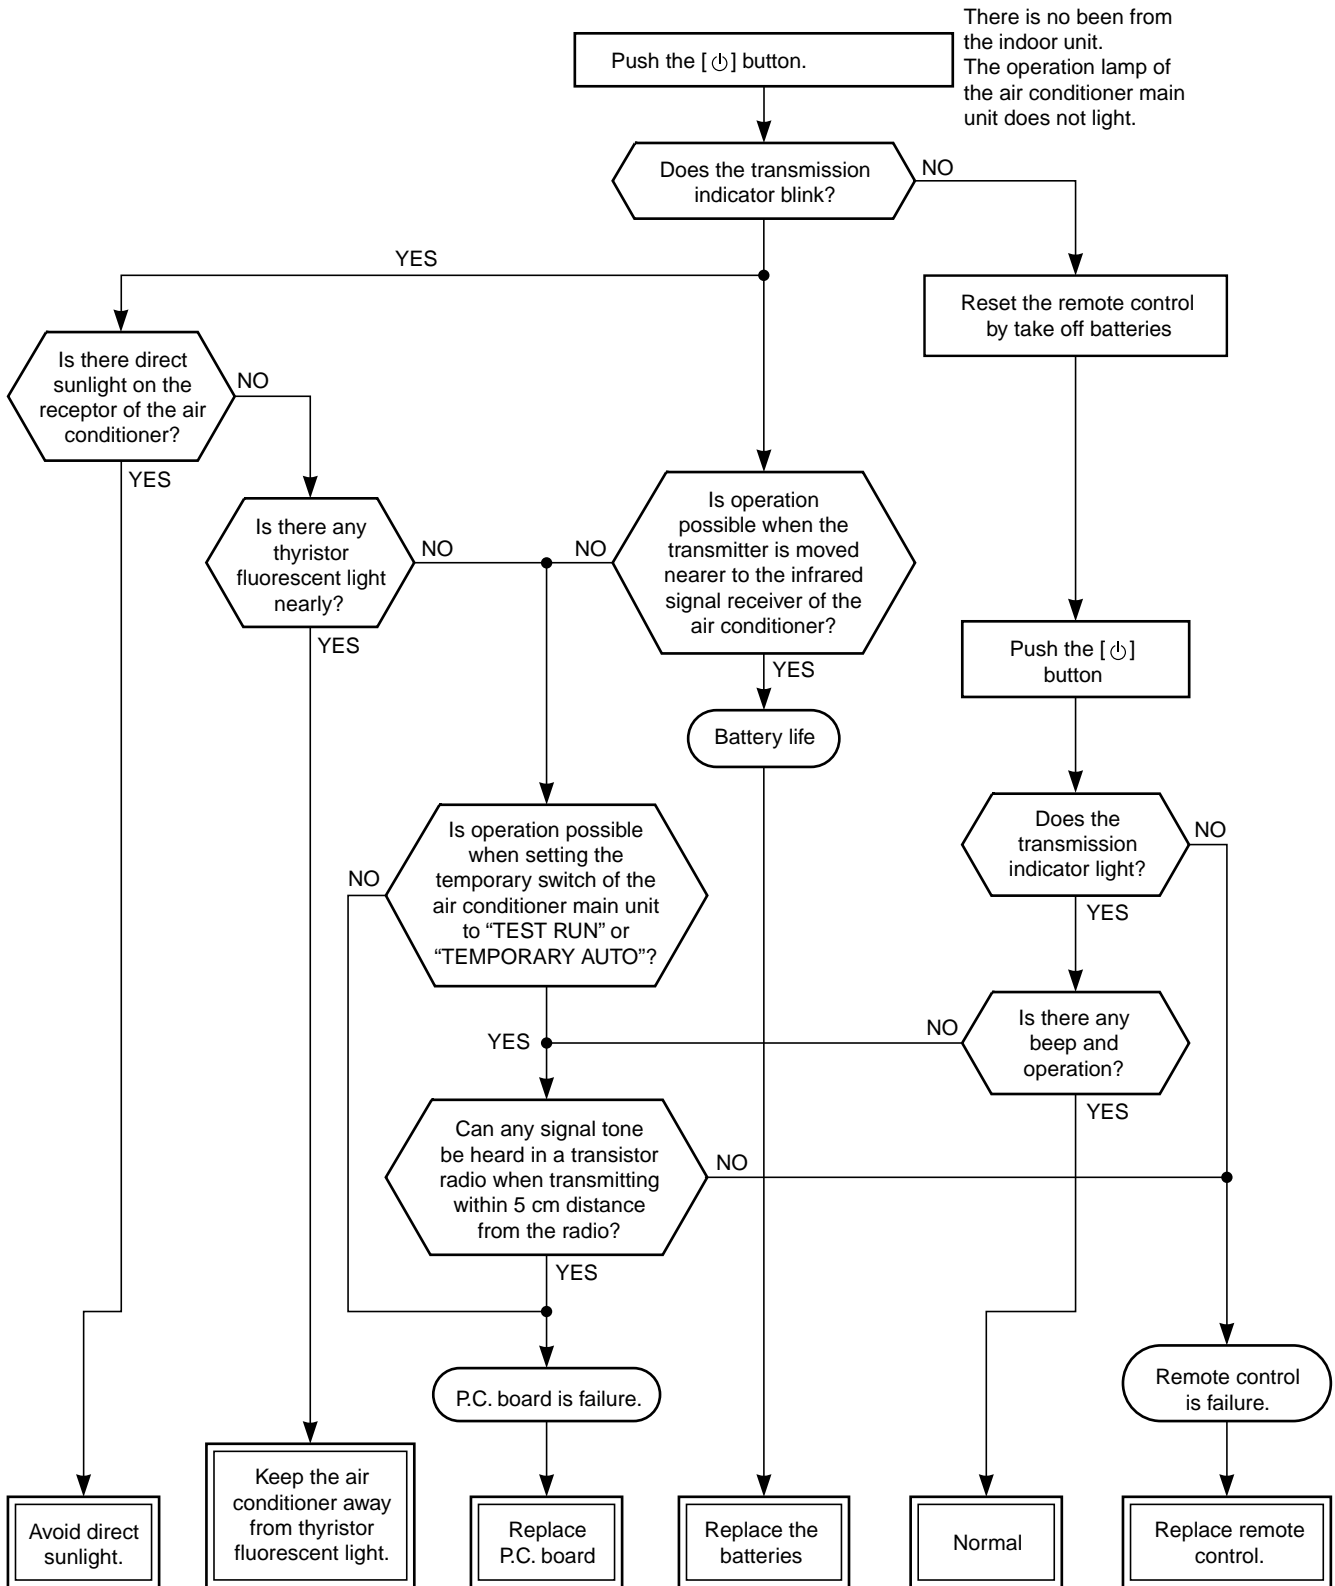 There is no been from
the indoor unit.
The operation lamp of
the air conditioner main
unit does not light.
Push the [⏻] button.
Does the transmission
indicator blink?
NO
YES
Reset the remote control
by take off batteries
Is there direct
sunlight on the
receptor of the air
conditioner?
NO
YES
Is there any
thyristor
fluorescent light
nearly?
NO
YES
Is operation
possible when the
transmitter is moved
nearer to the infrared
signal receiver of the
air conditioner?
NO
YES
Push the [⏻]
button
Battery life
Is operation possible
when setting the
temporary switch of the
air conditioner main unit
to “TEST RUN” or
“TEMPORARY AUTO”?
NO
YES
Does the
transmission
indicator light?
NO
YES
Is there any
beep and
operation?
NO
YES
Can any signal tone
be heard in a transistor
radio when transmitting
within 5 cm distance
from the radio?
NO
YES
P.C. board is failure.
Remote control
is failure.
Avoid direct
sunlight.
Keep the air
conditioner away
from thyristor
fluorescent light.
Replace
P.C. board
Replace the
batteries
Normal
Replace remote
control.